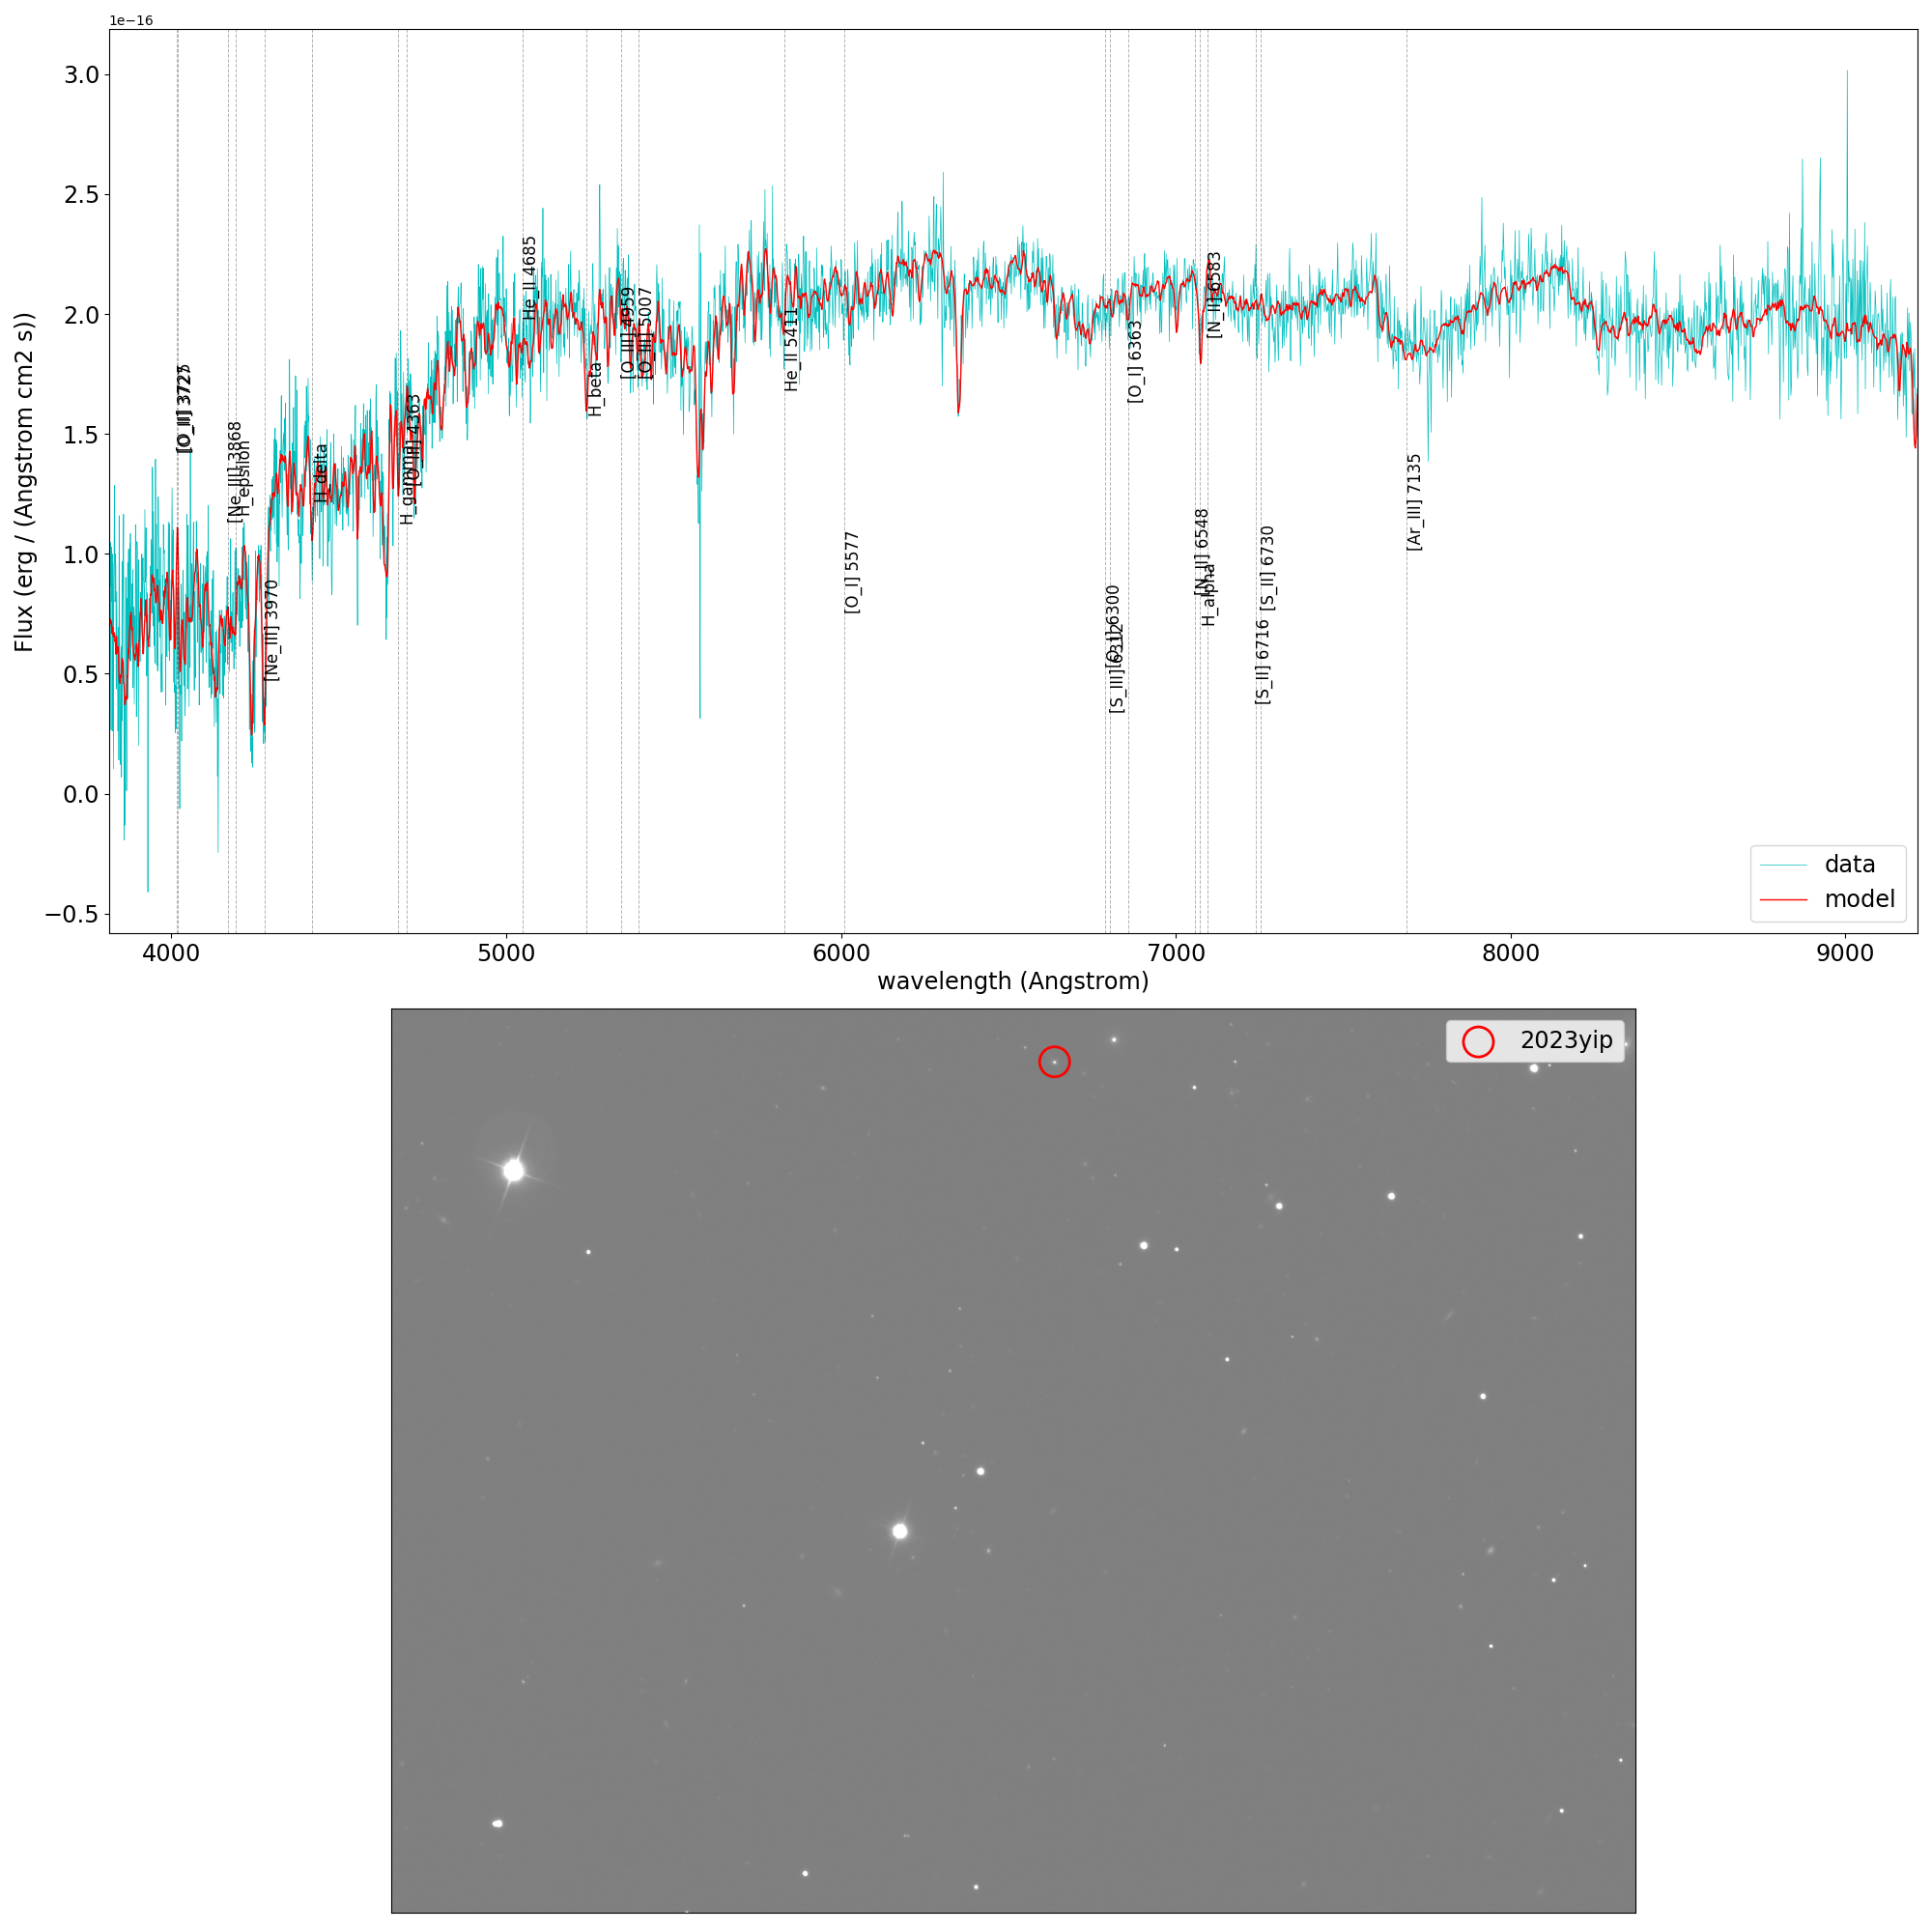 1e−16
3.0
2.5
2.0
1.5
1.0
0.5
0.0
−0.5
Flux (erg / (Angstrom cm2 s))
[Ne_III] 3868
H_epsilon
[Ne_III] 3970
H_delta
H_gamma
[O_III] 4363
He_II 4685
H_beta
[O_III] 4959
[O_III] 5007
He_II 5411
[O_I] 5577
[O_I] 6300
[S_III] 6312
[O_I] 6363
[N_II] 6548
H_alpha
[N_II] 6583
[S_II] 6716
[S_II] 6730
[Ar_III] 7135
data
model
4000 5000 6000 7000 8000 9000
wavelength (Angstrom)
2023yip